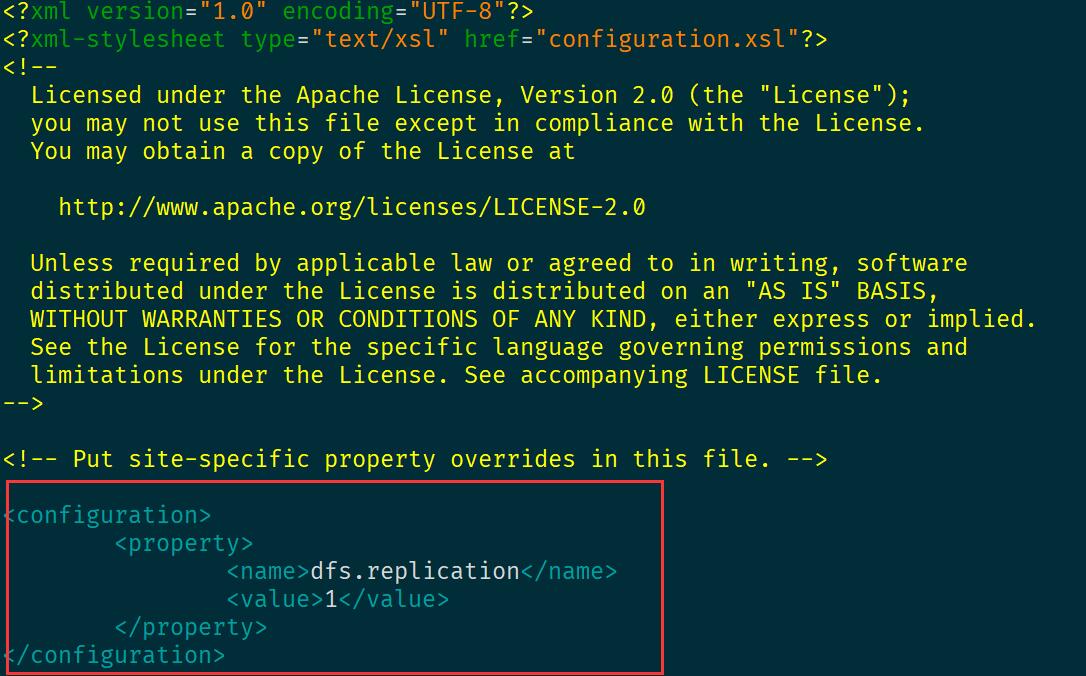 <?xml version="1.0" encoding="UTF-8"?>
<?xml-stylesheet type="text/xsl" href="configuration.xsl"?>
<!--
  Licensed under the Apache License, Version 2.0 (the "License");
  you may not use this file except in compliance with the License.
  You may obtain a copy of the License at

    http://www.apache.org/licenses/LICENSE-2.0

  Unless required by applicable law or agreed to in writing, software
  distributed under the License is distributed on an "AS IS" BASIS,
  WITHOUT WARRANTIES OR CONDITIONS OF ANY KIND, either express or implied.
  See the License for the specific language governing permissions and
  limitations under the License. See accompanying LICENSE file.
-->

<!-- Put site-specific property overrides in this file. -->

<configuration>
        <property>
                <name>dfs.replication</name>
                <value>1</value>
        </property>
</configuration>